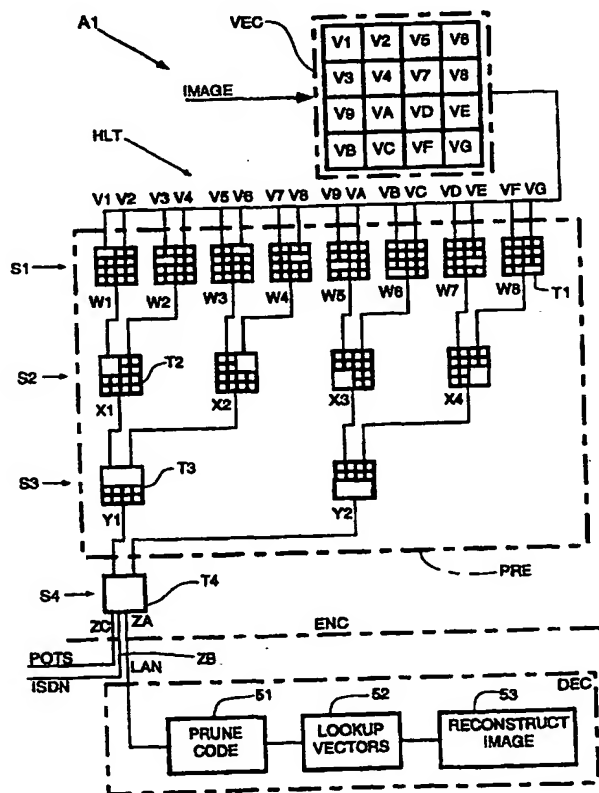 A1
VEC
V1 V2 V5 V6
V3 V4 V7 V8
IMAGE
V9 VA VD VE
VB VC VF VG
HLT
V1 V2 V3 V4 V5 V6 V7 V8 V9 VA VB VC VD VE VF VG
S1
W1 W2 W3 W4 W5 W6 W7 W8 T1
S2
T2
X1 X2 X3 X4
S3
T3
Y1 Y2
PRE
S4
T4
ZC ZA
ENC
POTS
ZB
LAN
ISDN
DEC
51 52 53
PRUNE CODE
LOOKUP VECTORS
RECONSTRUCT IMAGE